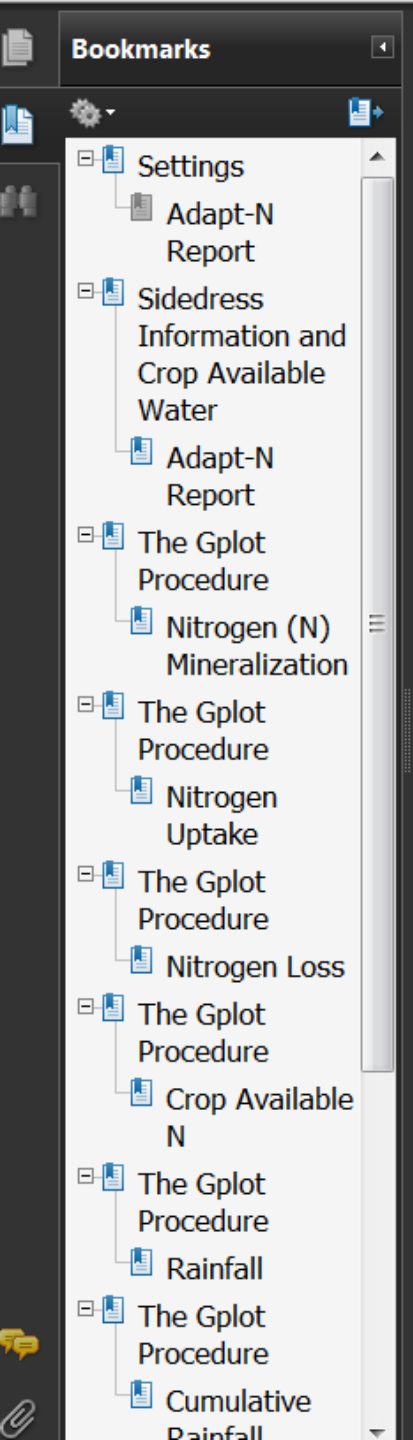 Bookmarks
Settings
Adapt-N
Report
Sidedress
Information and
Crop Available
Water
Adapt-N
Report
The Gplot
Procedure
Nitrogen (N)
Mineralization
The Gplot
Procedure
Nitrogen
Uptake
The Gplot
Procedure
Nitrogen Loss
The Gplot
Procedure
Crop Available
N
The Gplot
Procedure
Rainfall
The Gplot
Procedure
Cumulative
Rainfall